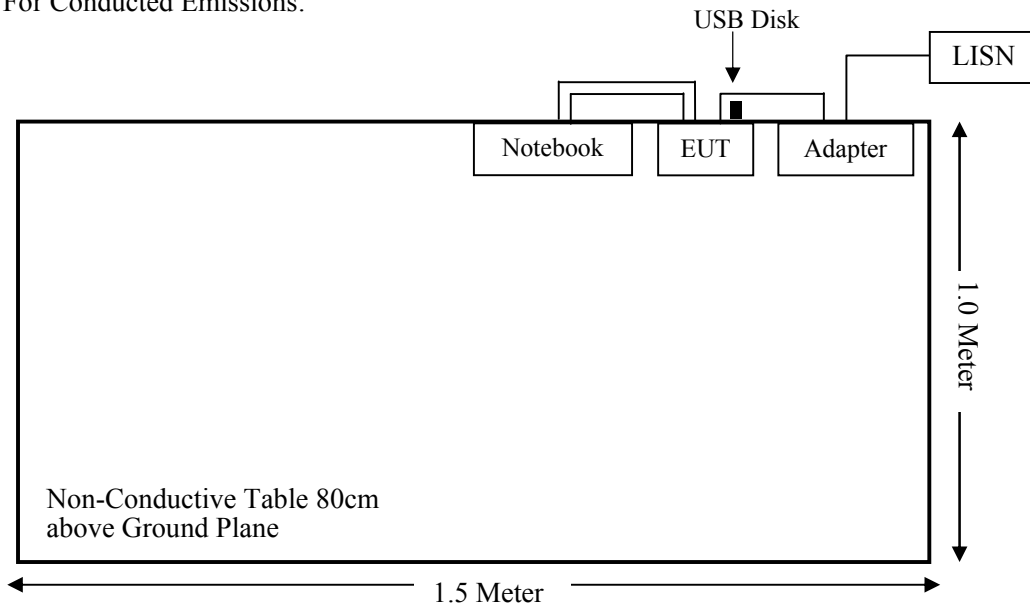 For Conducted Emissions:
USB Disk
LISN
Notebook
EUT
Adapter
1.0 Meter
Non-Conductive Table 80cm
above Ground Plane
1.5 Meter